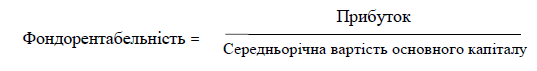 Прибуток
Фондорентабельність =
Середньорічна вартість основного капіталу